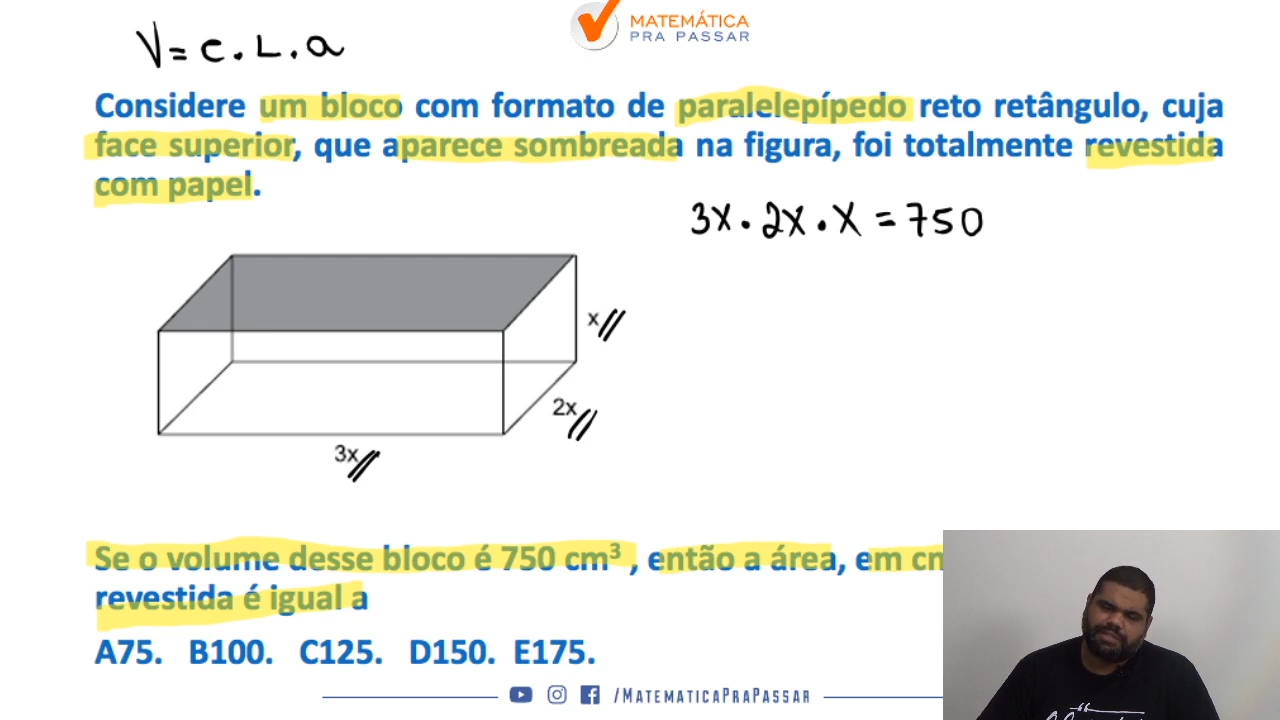 MATEMÁTICA
PRA PASSAR
V = C . L . a
Considere um bloco com formato de paralelepípedo reto retângulo, cuja
face superior, que aparece sombreada na figura, foi totalmente revestida
com papel.
3x . 2x . x = 750
x
2x
3x
Se o volume desse bloco é 750 cm³ , então a área, em cm
revestida é igual a
A75. B100. C125. D150. E175.
/MATEMATICAPRAPASSAR